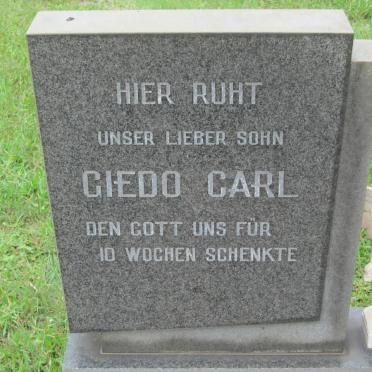 HIER RUHT
UNSER LIEBER SOHN
GIEDO CARL
DEN GOTT UNS FÜR
10 WOCHEN SCHENKTE